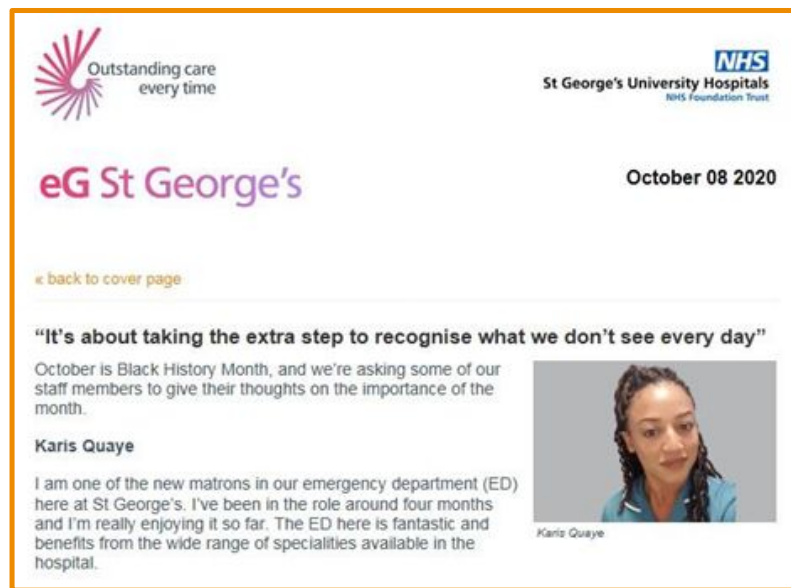 Outstanding care
every time
NHS
St George's University Hospitals
NHS Foundation Trust
eG St George's
October 08 2020
« back to cover page
“It’s about taking the extra step to recognise what we don’t see every day”
October is Black History Month, and we’re asking some of our
staff members to give their thoughts on the importance of the
month.
Karis Quaye
I am one of the new matrons in our emergency department (ED)
here at St George’s. I’ve been in the role around four months
and I’m really enjoying it so far. The ED here is fantastic and
benefits from the wide range of specialities available in the
hospital.
Karis Quaye